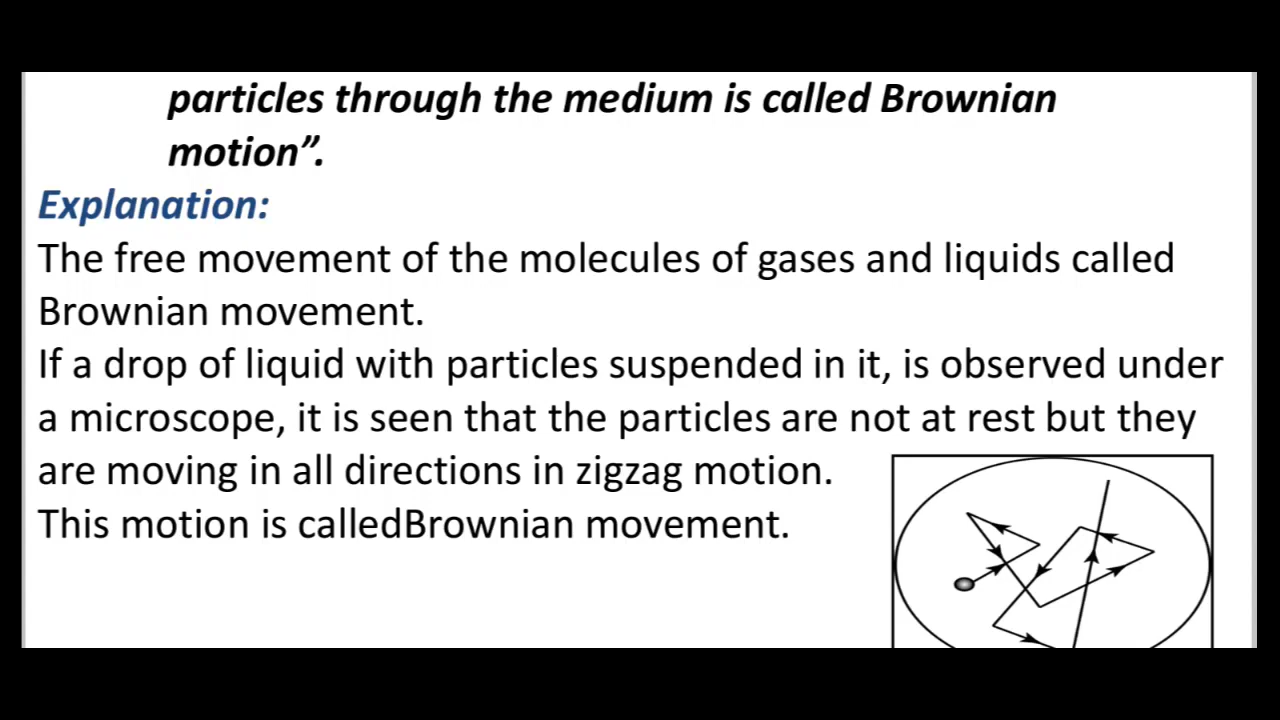 particles through the medium is called Brownian
motion”.
Explanation:
The free movement of the molecules of gases and liquids called
Brownian movement.
If a drop of liquid with particles suspended in it, is observed under
a microscope, it is seen that the particles are not at rest but they
are moving in all directions in zigzag motion.
This motion is calledBrownian movement.